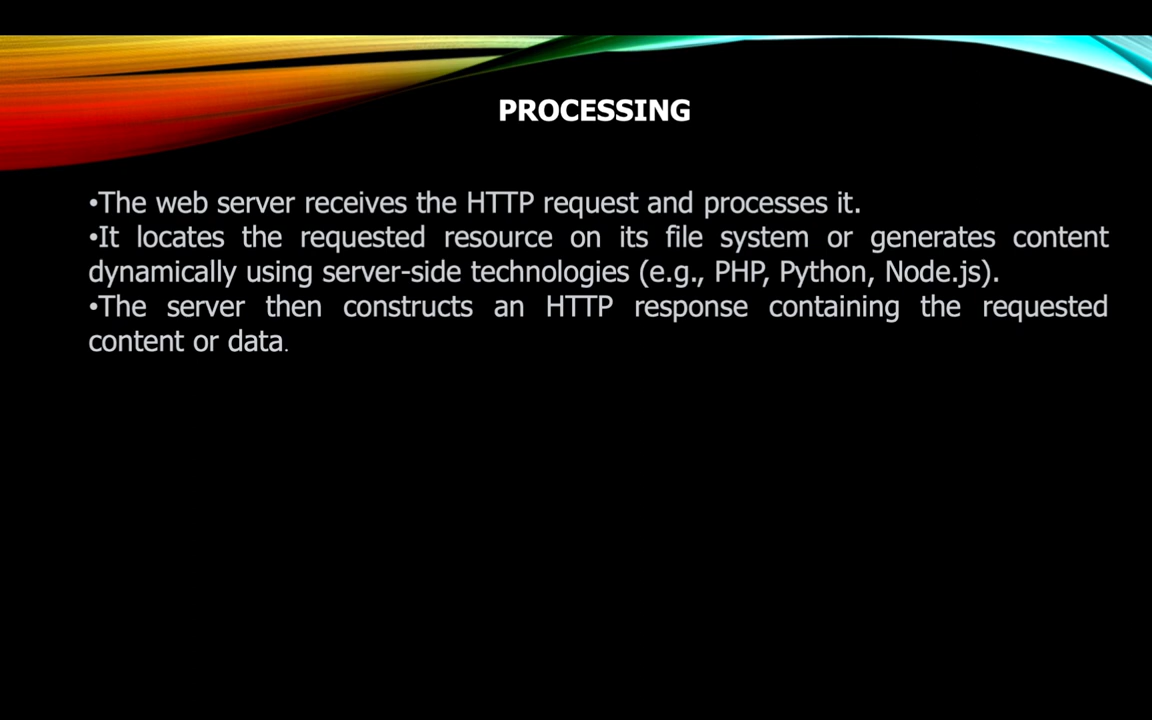 PROCESSING
•The web server receives the HTTP request and processes it.
•It locates the requested resource on its file system or generates content
dynamically using server-side technologies (e.g., PHP, Python, Node.js).
•The server then constructs an HTTP response containing the requested
content or data.